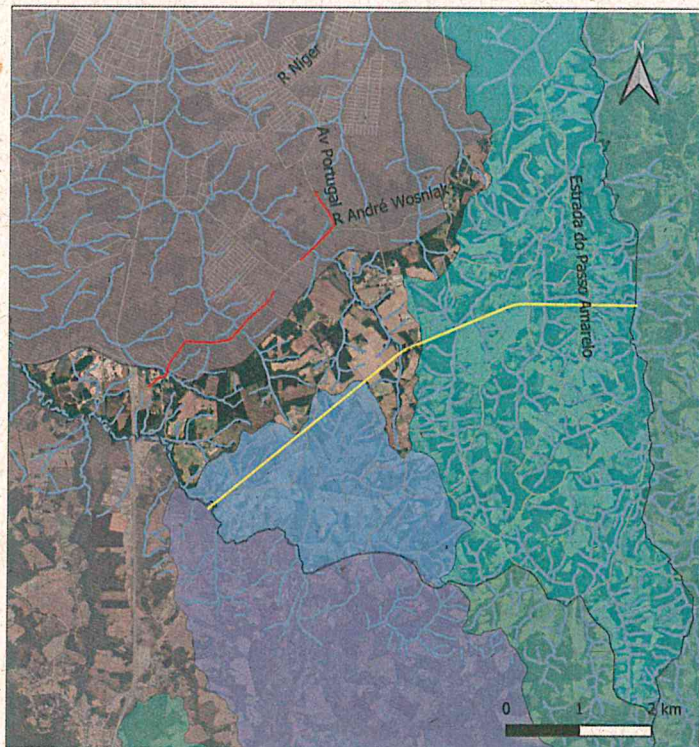 N
R Niger
Av Portugal
R André Wosniak
Estrada do Passo Amarelo
0 1 2 km